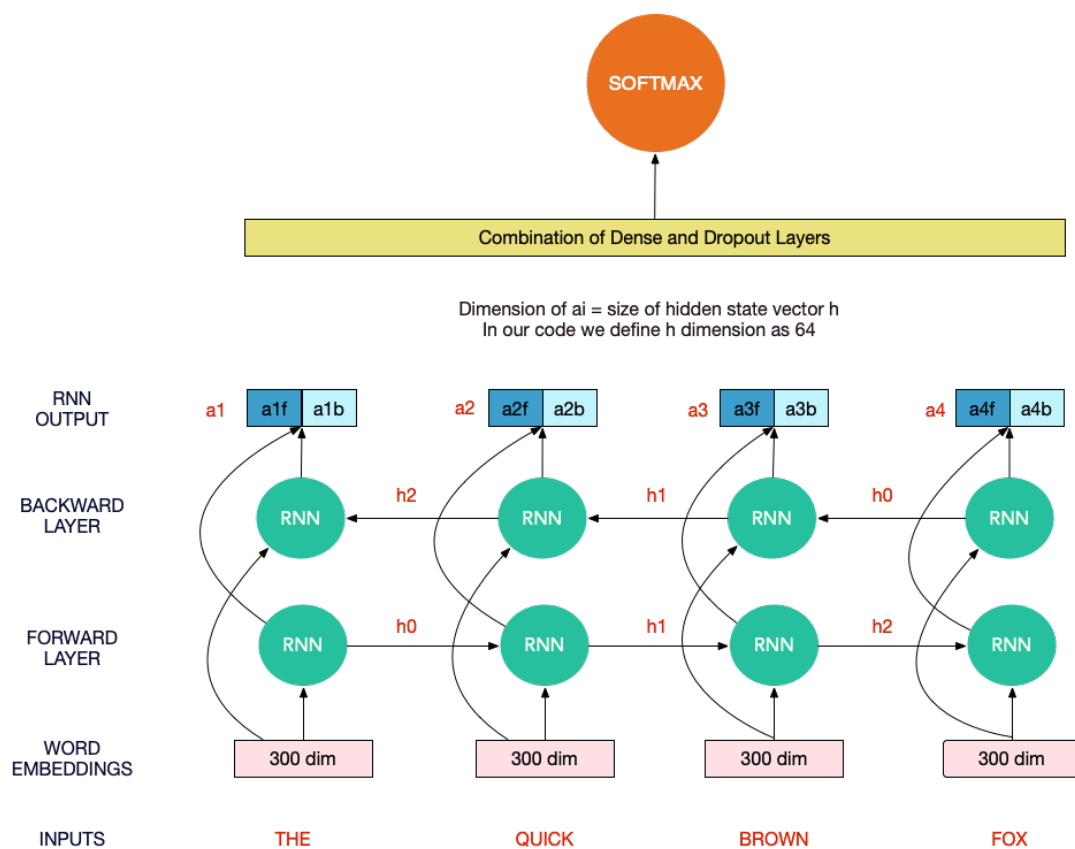 SOFTMAX
Combination of Dense and Dropout Layers
Dimension of ai = size of hidden state vector h
In our code we define h dimension as 64
RNN
OUTPUT
a1
a1f
a1b
a2
a2f
a2b
a3
a3f
a3b
a4
a4f
a4b
BACKWARD
LAYER
RNN
h2
RNN
h1
RNN
h0
RNN
FORWARD
LAYER
RNN
h0
RNN
h1
RNN
h2
RNN
WORD
EMBEDDINGS
300 dim
300 dim
300 dim
300 dim
INPUTS
THE
QUICK
BROWN
FOX